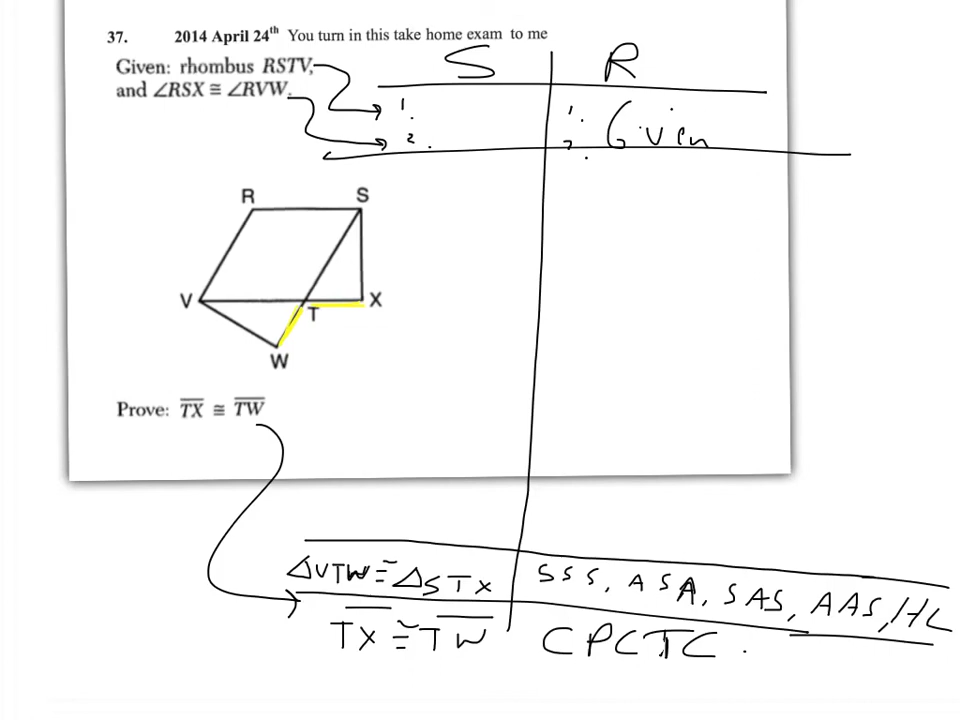 37. 2014 April 24th You turn in this take home exam to me
Given: rhombus RSTV,
and ∠RSX ≅ ∠RVW.
S R
1. 1.
2. 2. Given
R S
V T X
W
Prove: TX ≅ TW
△VTW ≅ △STX SSS, ASA, SAS, AAS, HL
TX ≅ TW CPCTC.